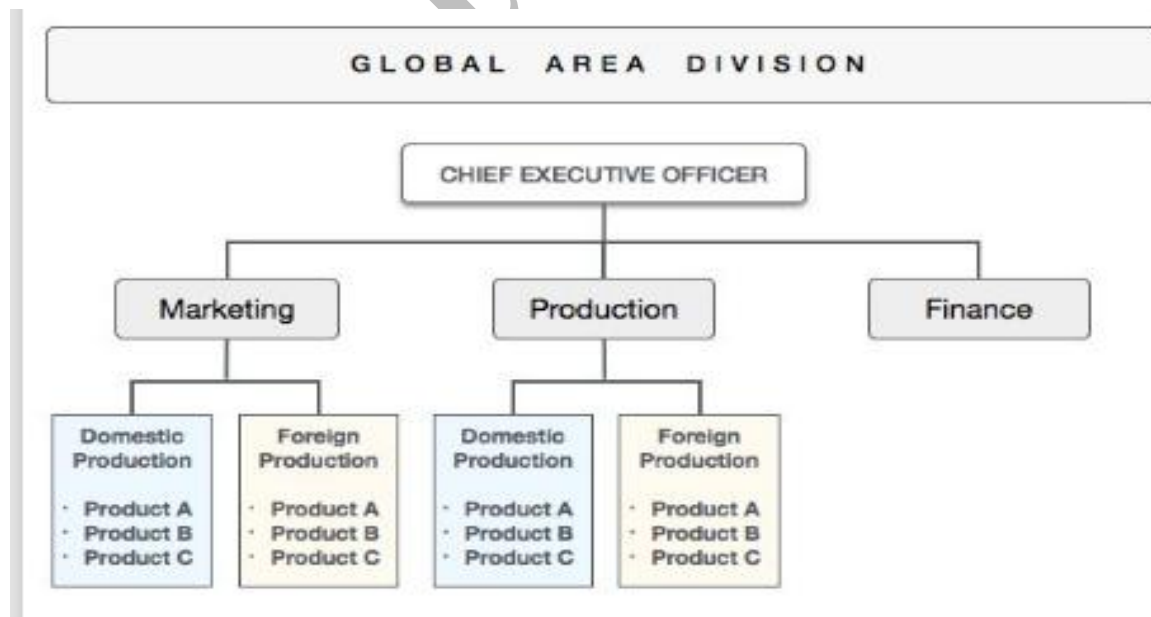 GLOBAL AREA DIVISION
CHIEF EXECUTIVE OFFICER
Marketing
Production
Finance
Domestic
Production
· Product A
· Product B
· Product C
Foreign
Production
· Product A
· Product B
· Product C
Domestic
Production
· Product A
· Product B
· Product C
Foreign
Production
· Product A
· Product B
· Product C